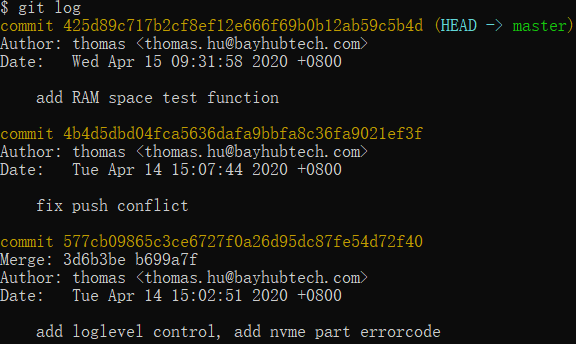 $ git log
commit 425d89c717b2cf8ef12e666f69b0b12ab59c5b4d (HEAD -> master)
Author: thomas <thomas.hu@bayhubtech.com>
Date:   Wed Apr 15 09:31:58 2020 +0800
    add RAM space test function
commit 4b4d5dbd04fca5636dafa9bbfa8c36fa9021ef3f
Author: thomas <thomas.hu@bayhubtech.com>
Date:   Tue Apr 14 15:07:44 2020 +0800
    fix push conflict
commit 577cb09865c3ce6727f0a26d95dc87fe54d72f40
Merge: 3d6b3be b699a7f
Author: thomas <thomas.hu@bayhubtech.com>
Date:   Tue Apr 14 15:02:51 2020 +0800
    add loglevel control, add nvme part errorcode